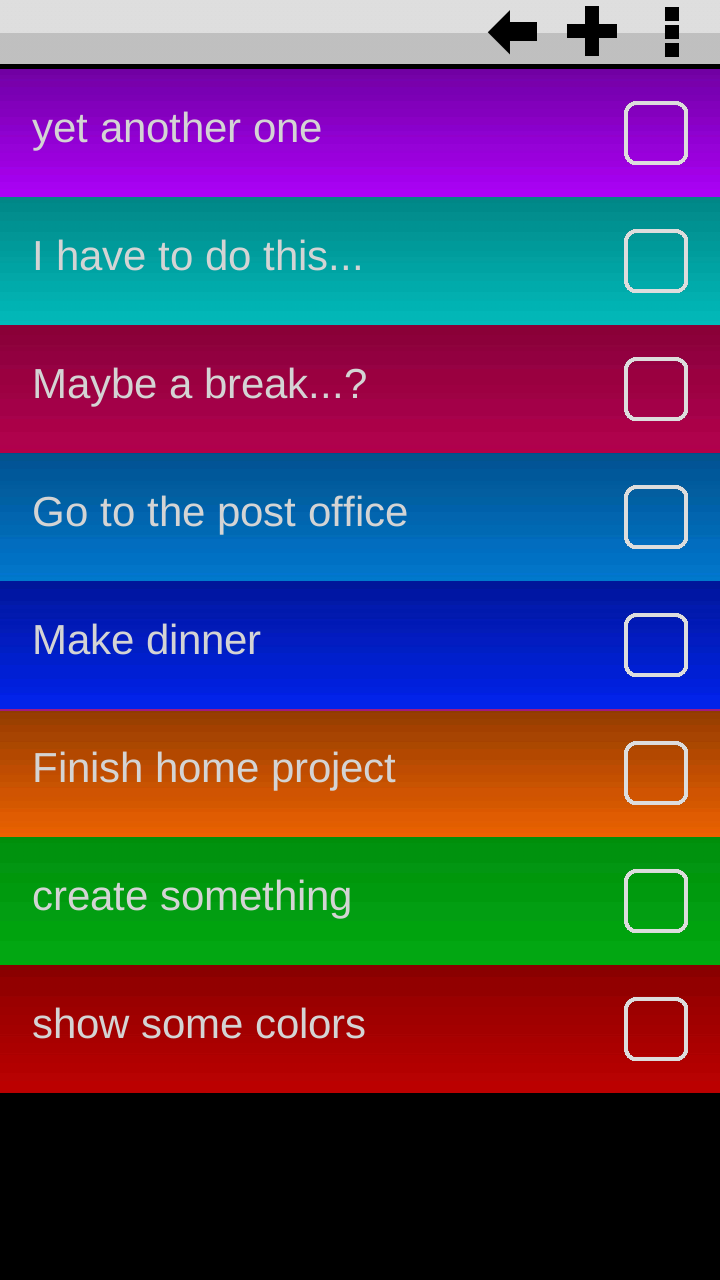 yet another one
I have to do this...
Maybe a break...?
Go to the post office
Make dinner
Finish home project
create something
show some colors